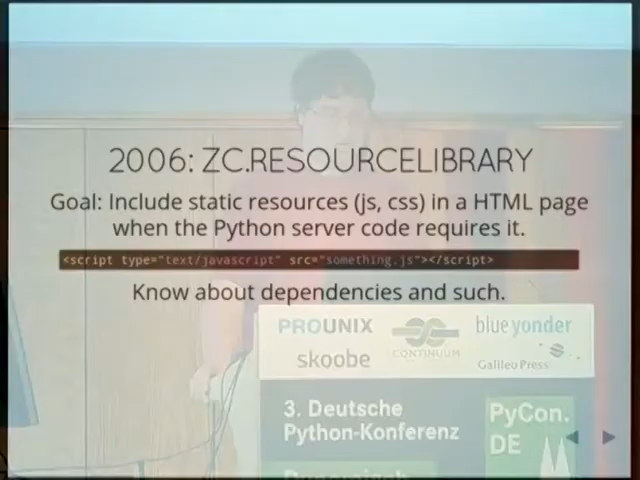 2006: ZC.RESOURCELIBRARY
Goal: Include static resources (js, css) in a HTML page
when the Python server code requires it.
<script type="text/javascript" src="something.js"></script>
Know about dependencies and such.
PROUNIX
CONTINUUM
blue yonder
skoobe
Galileo Press
3. Deutsche
Python-Konferenz
PyCon.
DE